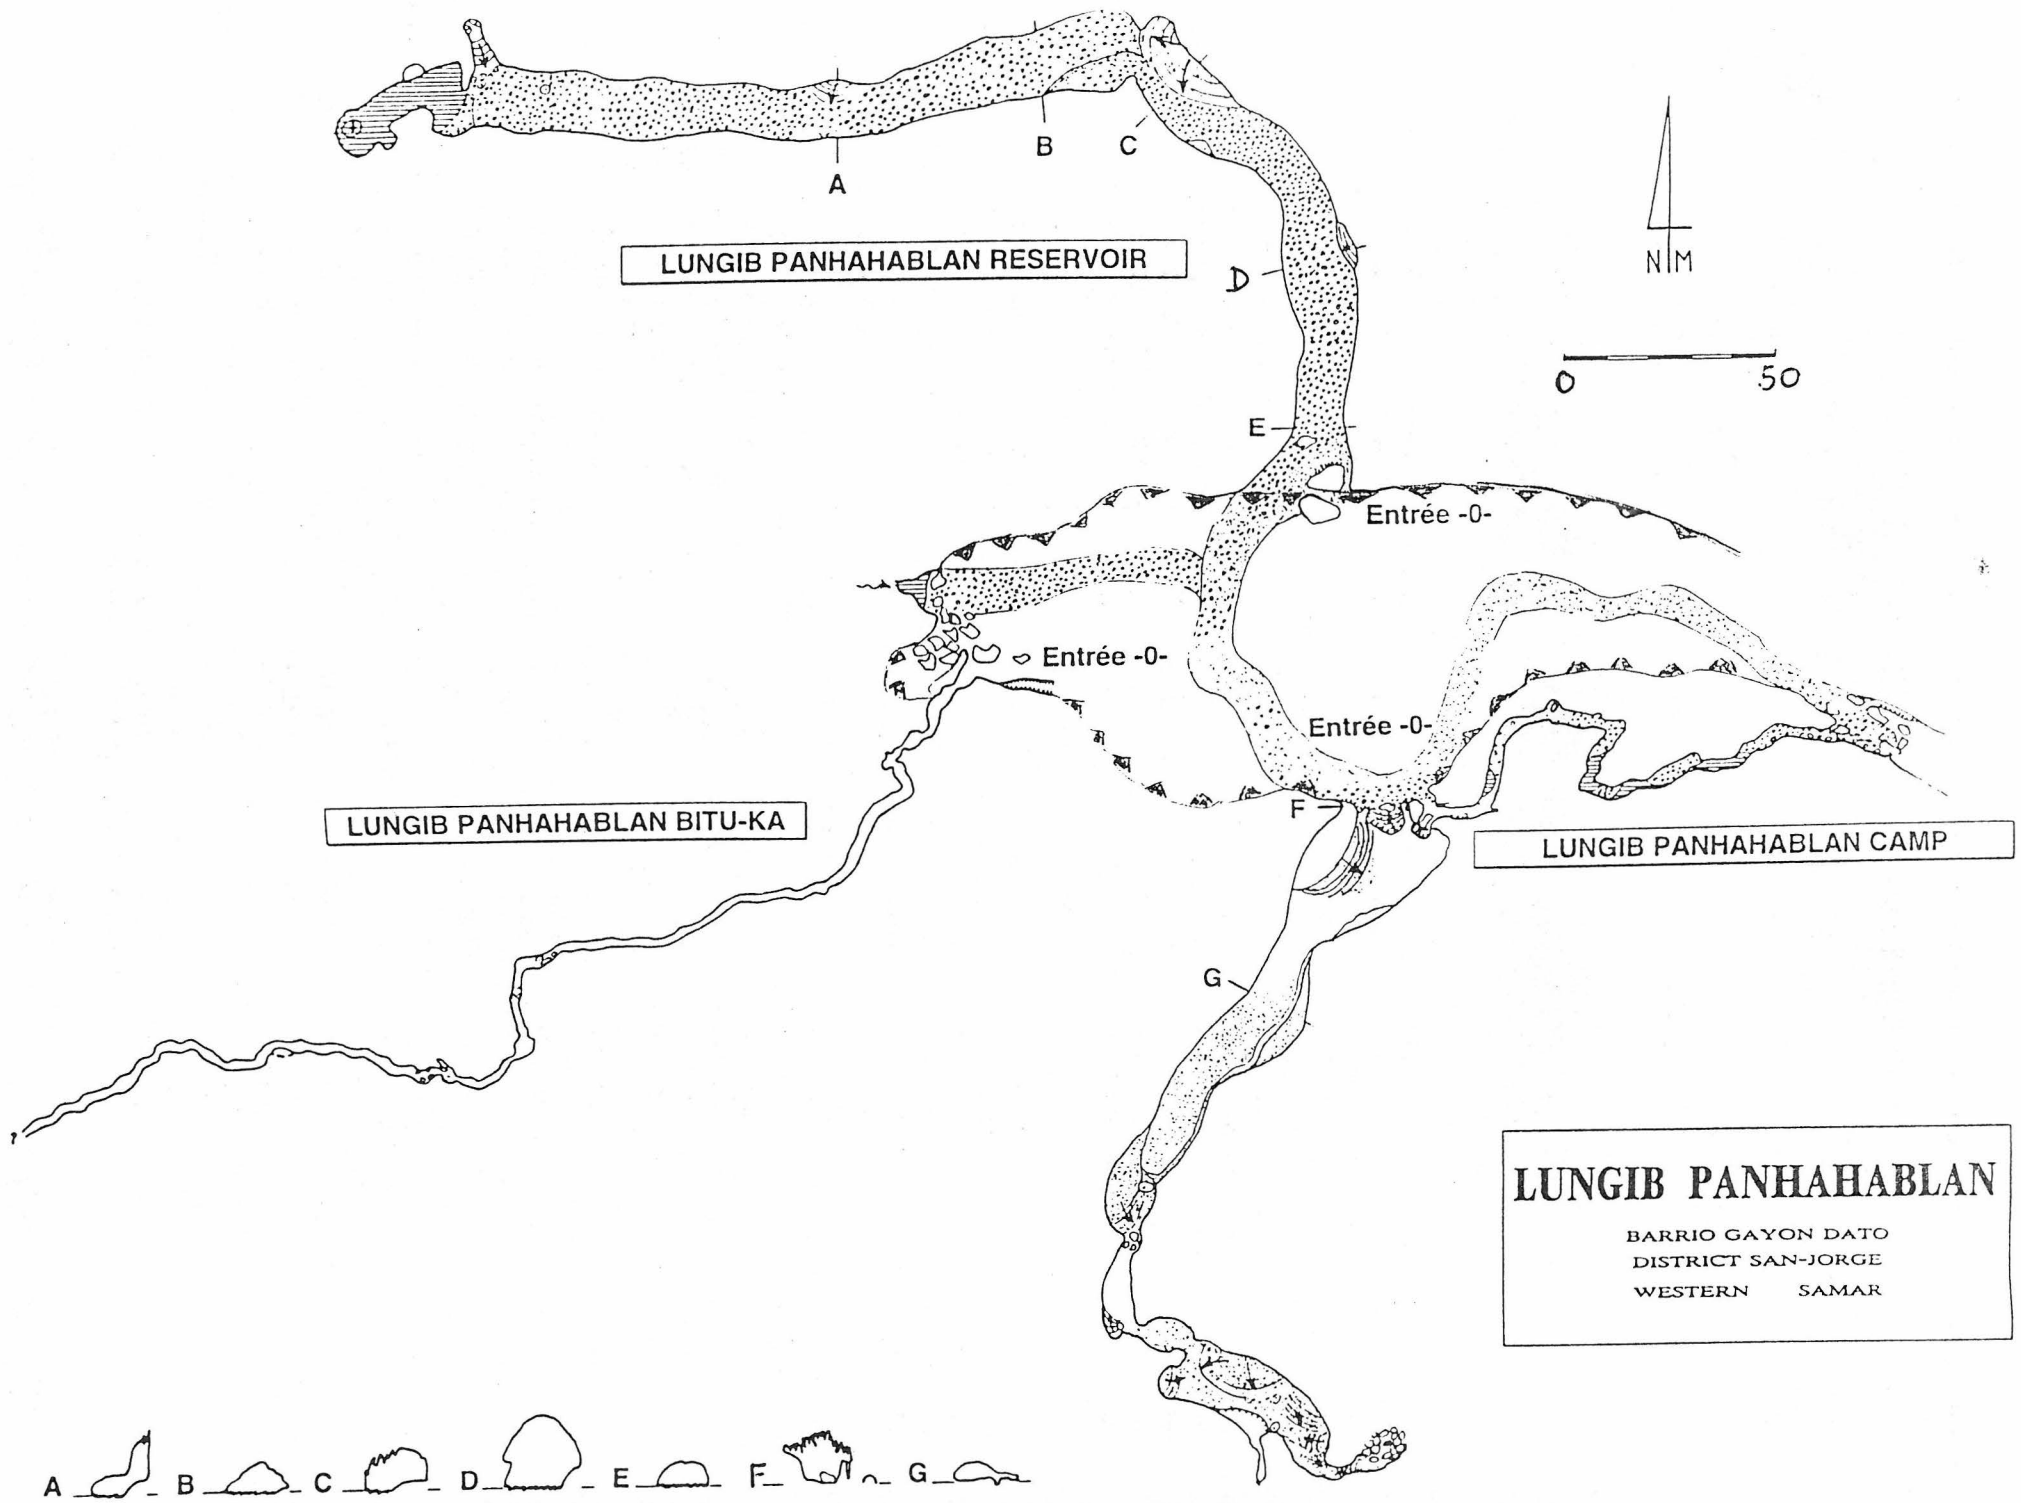 B
C
A
LUNGIB PANHAHABLAN RESERVOIR
D
N M
0 50
E
Entrée -0-
Entrée -0-
Entrée -0-
F
LUNGIB PANHAHABLAN BITU-KA
LUNGIB PANHAHABLAN CAMP
G
?
LUNGIB PANHAHABLAN
BARRIO GAYON DATO
DISTRICT SAN-JORGE
WESTERN SAMAR
A B C D E F G